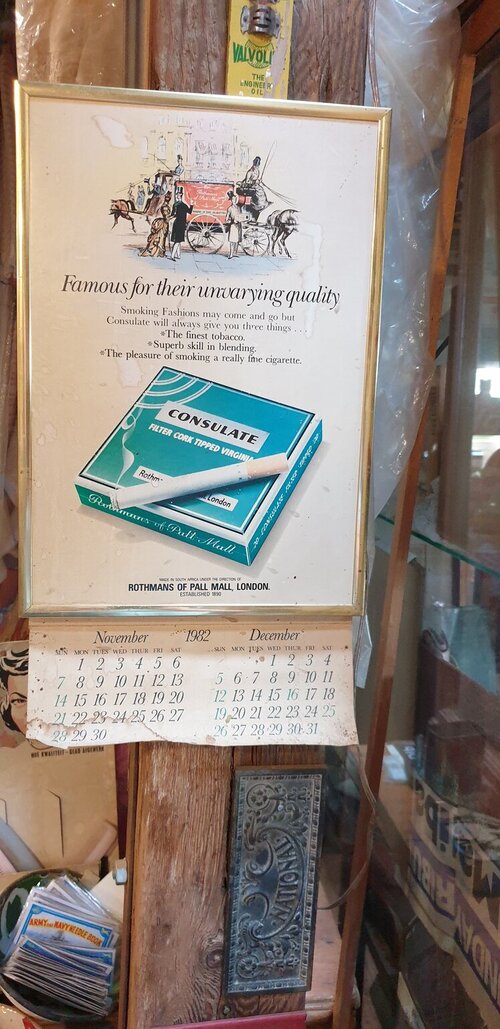 VALVOLI
THE
ENGINEER
OIL
Rothmans
of Pall Mall
Famous for their unvarying quality
Smoking Fashions may come and go but
Consulate will always give you three things . . .
*The finest tobacco.
*Superb skill in blending.
*The pleasure of smoking a really fine cigarette.
CONSULATE
FILTER CORK TIPPED VIRGINIA
Rothm
London
Rothmans of Pall Mall
MADE IN SOUTH AFRICA UNDER THE DIRECTION OF
ROTHMANS OF PALL MALL, LONDON.
ESTABLISHED 1890
November 1982 December
SUN MON TUES WED THUR FRI SAT SUN MON TUES WED THUR FRI SAT
1 2 3 4 5 6 1 2 3 4
7 8 9 10 11 12 13 5 6 7 8 9 10 11
14 15 16 17 18 19 20 12 13 14 15 16 17 18
21 22 23 24 25 26 27 19 20 21 22 23 24 25
28 29 30 26 27 28 29 30 31
ARMY AND NAVY NEEDLE BOOK